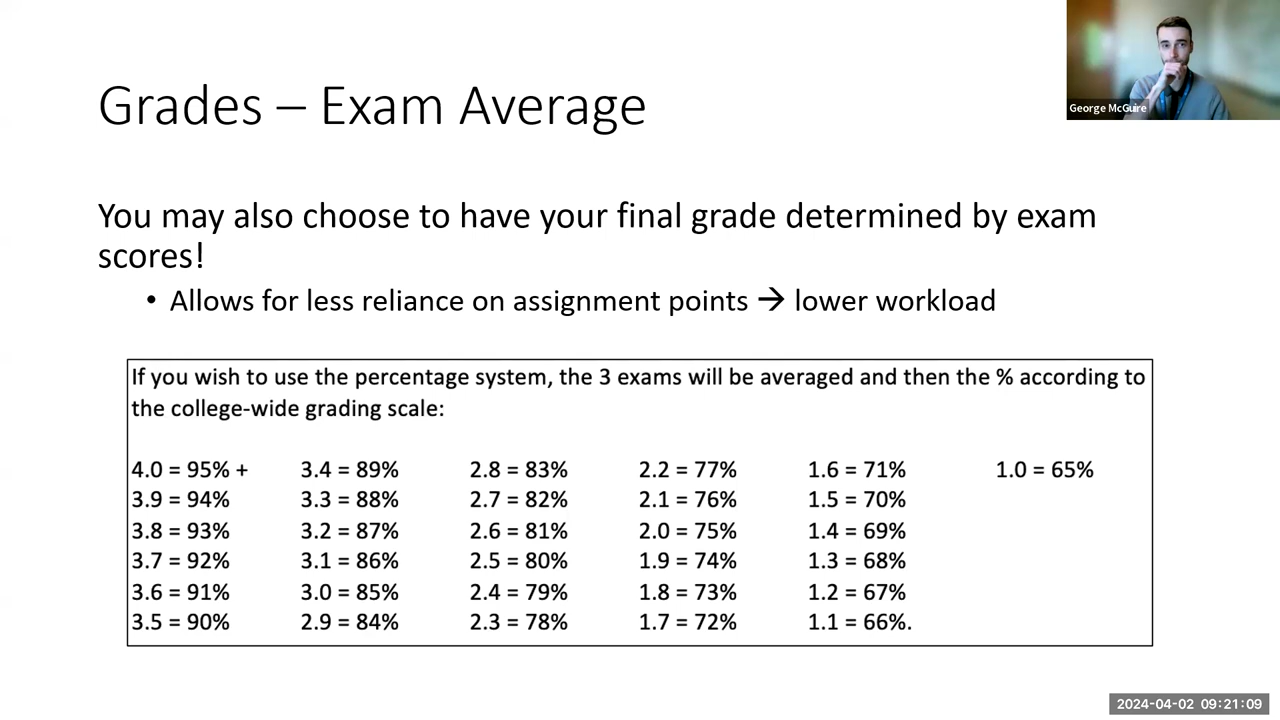 George McGuire
Grades – Exam Average
You may also choose to have your final grade determined by exam
scores!
• Allows for less reliance on assignment points → lower workload
If you wish to use the percentage system, the 3 exams will be averaged and then the % according to
the college-wide grading scale:
4.0 = 95% + 3.4 = 89% 2.8 = 83% 2.2 = 77% 1.6 = 71% 1.0 = 65%
3.9 = 94% 3.3 = 88% 2.7 = 82% 2.1 = 76% 1.5 = 70%
3.8 = 93% 3.2 = 87% 2.6 = 81% 2.0 = 75% 1.4 = 69%
3.7 = 92% 3.1 = 86% 2.5 = 80% 1.9 = 74% 1.3 = 68%
3.6 = 91% 3.0 = 85% 2.4 = 79% 1.8 = 73% 1.2 = 67%
3.5 = 90% 2.9 = 84% 2.3 = 78% 1.7 = 72% 1.1 = 66%.
2024-04-02 09:21:09